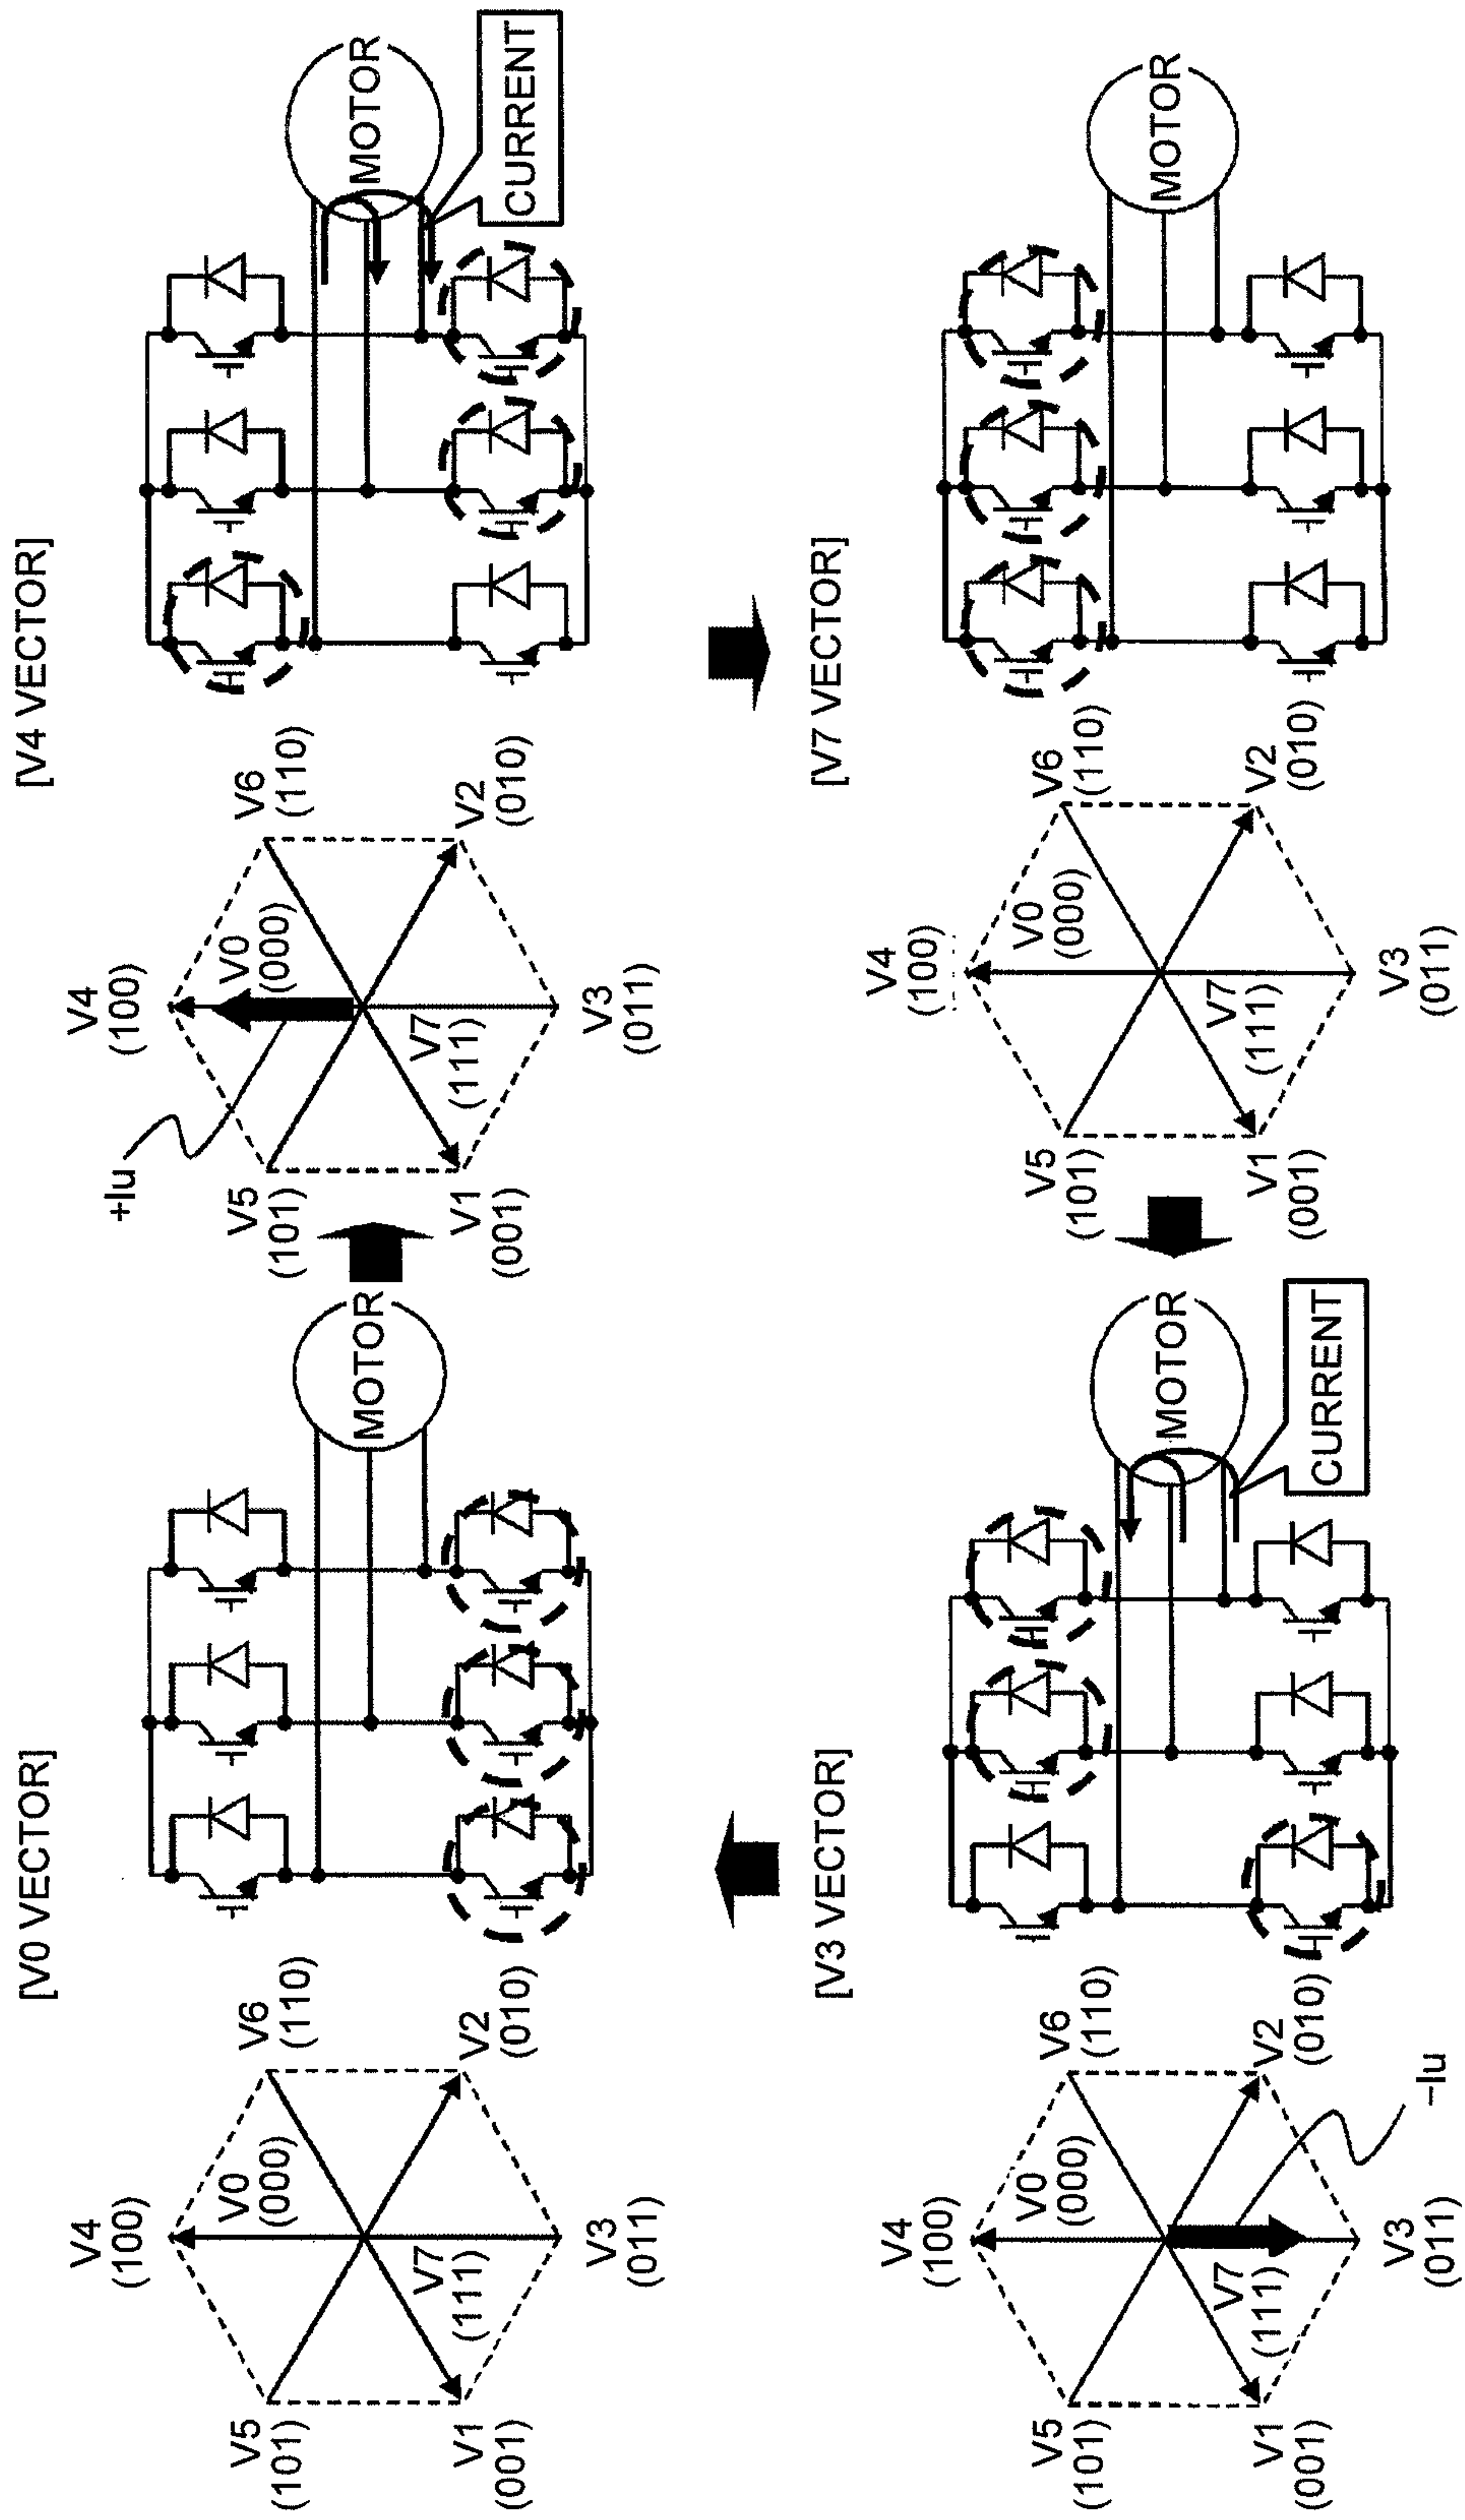 [V0 VECTOR]
V4
(100)
V5
(101)
V0
(000)
V6
(110)
V7
(111)
V1
(001)
V2
(010)
V3
(011)
MOTOR
[V4 VECTOR]
+Iu
V4
(100)
V5
(101)
V0
(000)
V6
(110)
V7
(111)
V1
(001)
V2
(010)
V3
(011)
MOTOR
CURRENT
[V3 VECTOR]
V4
(100)
V5
(101)
V0
(000)
V6
(110)
V7
(111)
V1
(001)
V2
(010)
V3
(011)
−Iu
MOTOR
CURRENT
[V7 VECTOR]
V4
(100)
V5
(101)
V0
(000)
V6
(110)
V7
(111)
V1
(001)
V2
(010)
V3
(011)
MOTOR